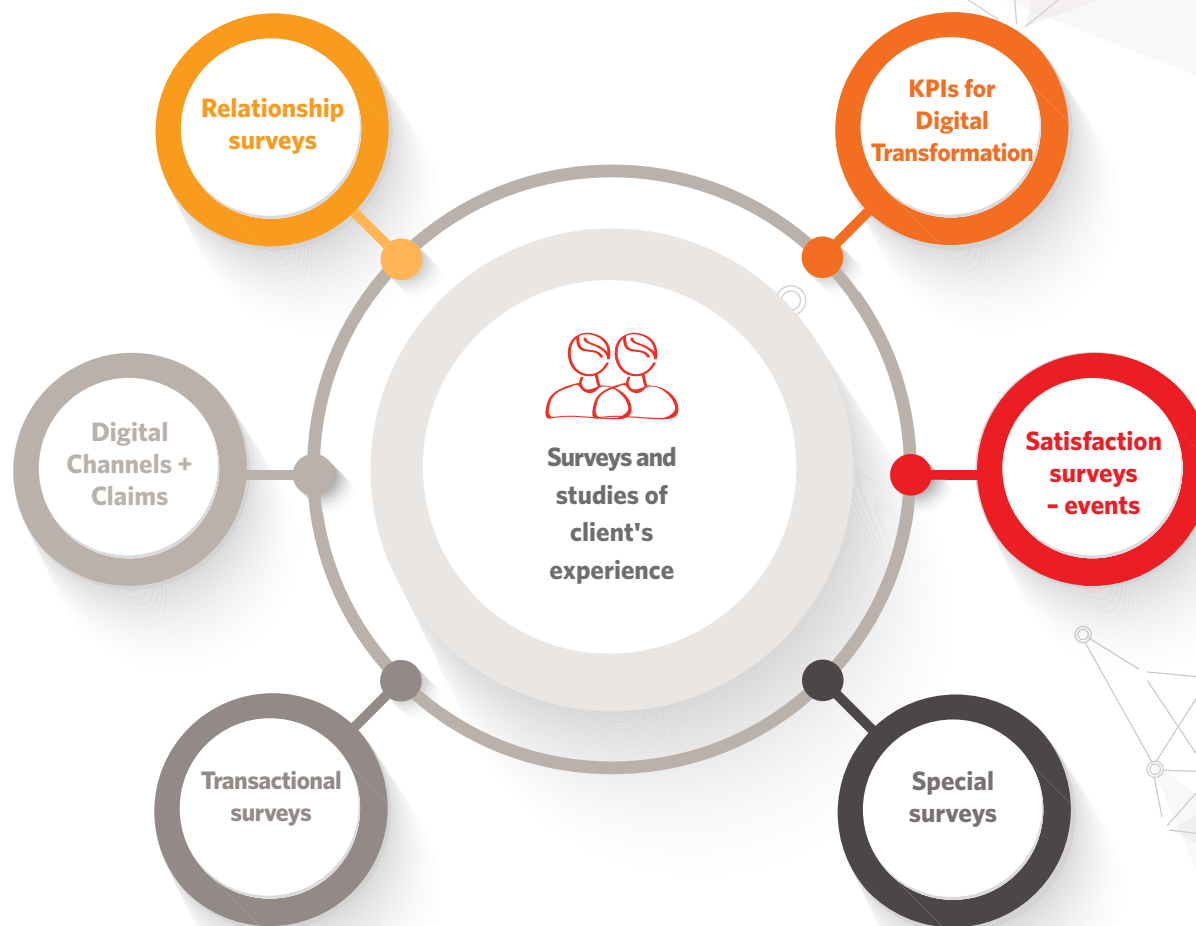 Relationship
surveys
KPIs for
Digital
Transformation
Digital
Channels +
Claims
Surveys and
studies of
client's
experience
Satisfaction
surveys
– events
Transactional
surveys
Special
surveys